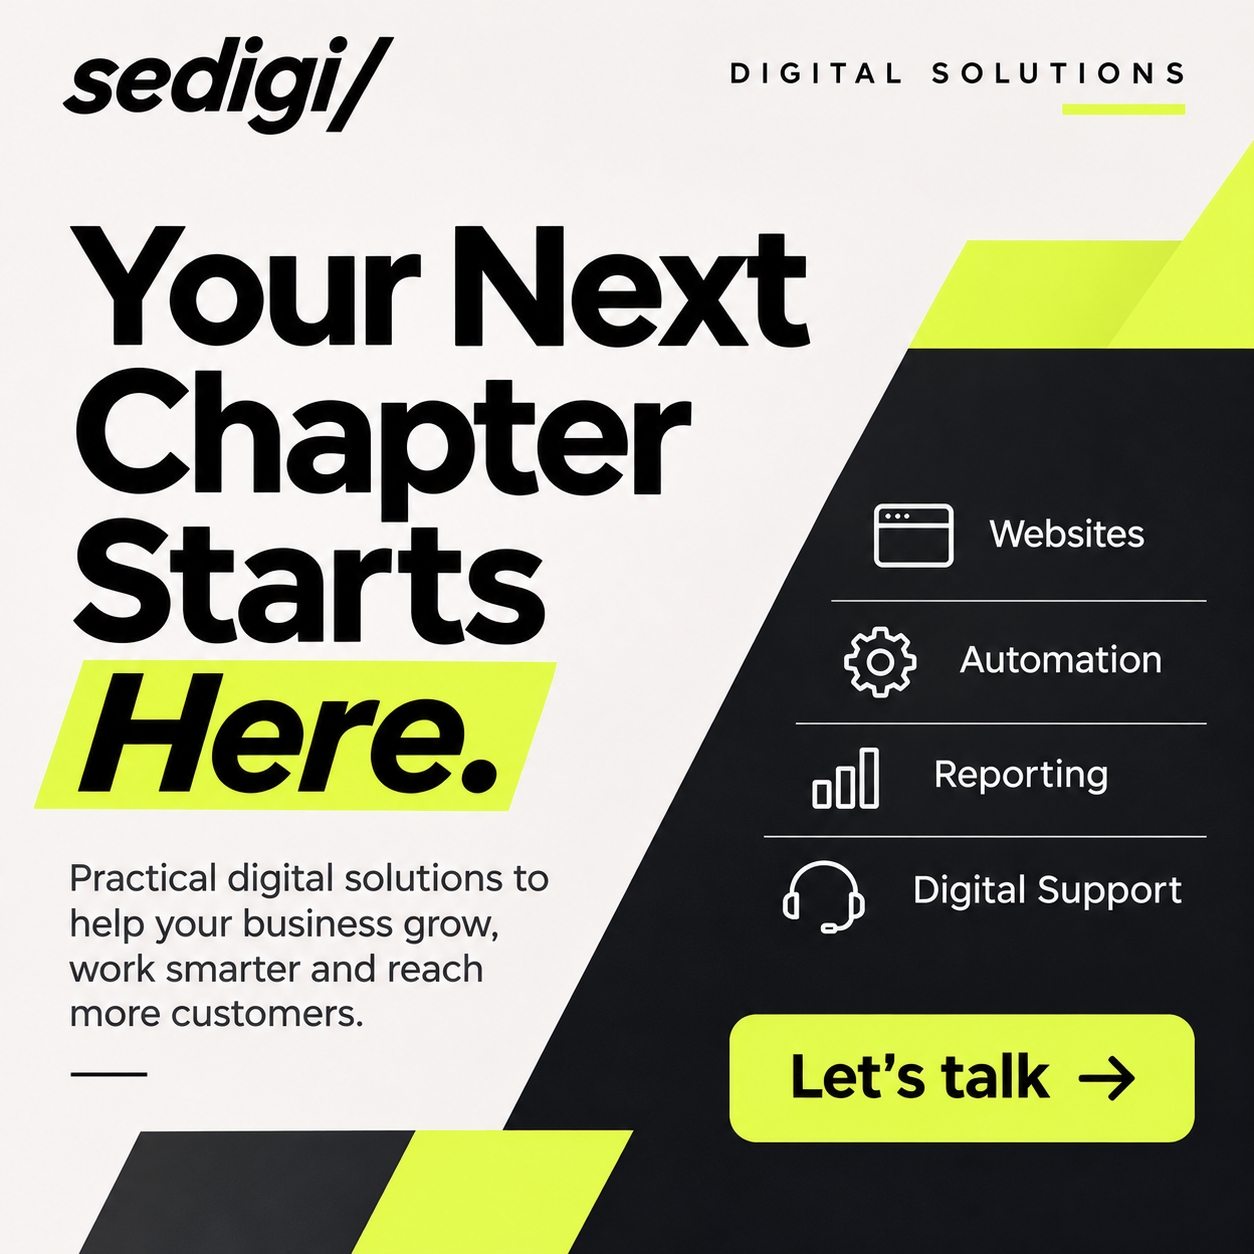 sedigi/
DIGITAL SOLUTIONS
Your Next
Chapter
Starts
Here.
Practical digital solutions to
help your business grow,
work smarter and reach
more customers.
Websites
Automation
Reporting
Digital Support
Let’s talk →